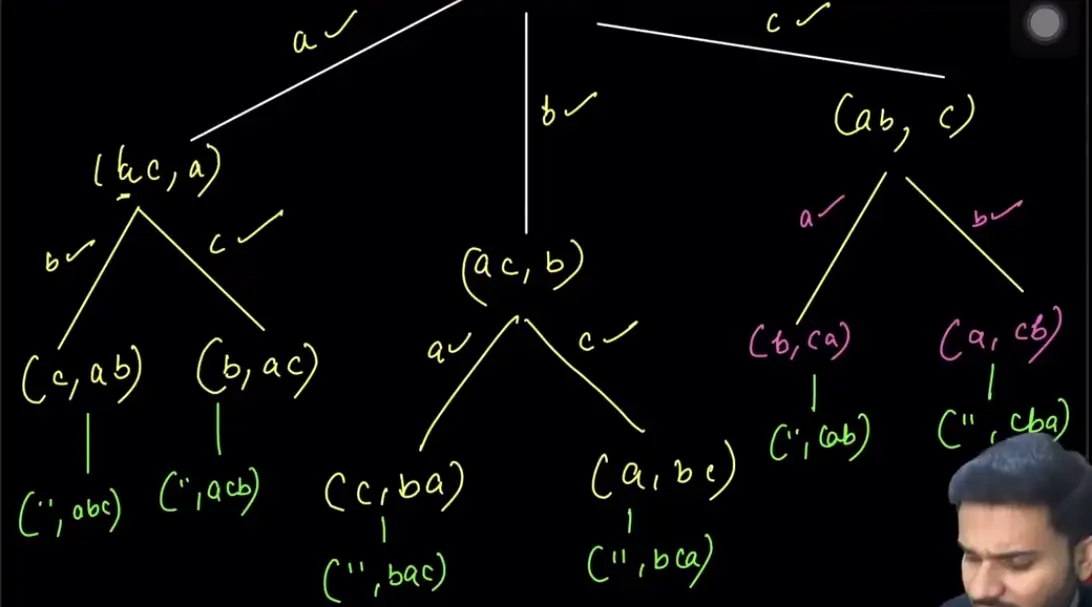 a✓
c✓
b✓
(ab, c)
(bc, a)
b✓
c✓
a✓
b✓
(ac, b)
a✓
c✓
(b, ca)
(a, cb)
(c, ab)
(b, ac)
('', cab)
('', cba)
(c, ba)
(a, bc)
('', abc)
('', acb)
('', bac)
('', bca)